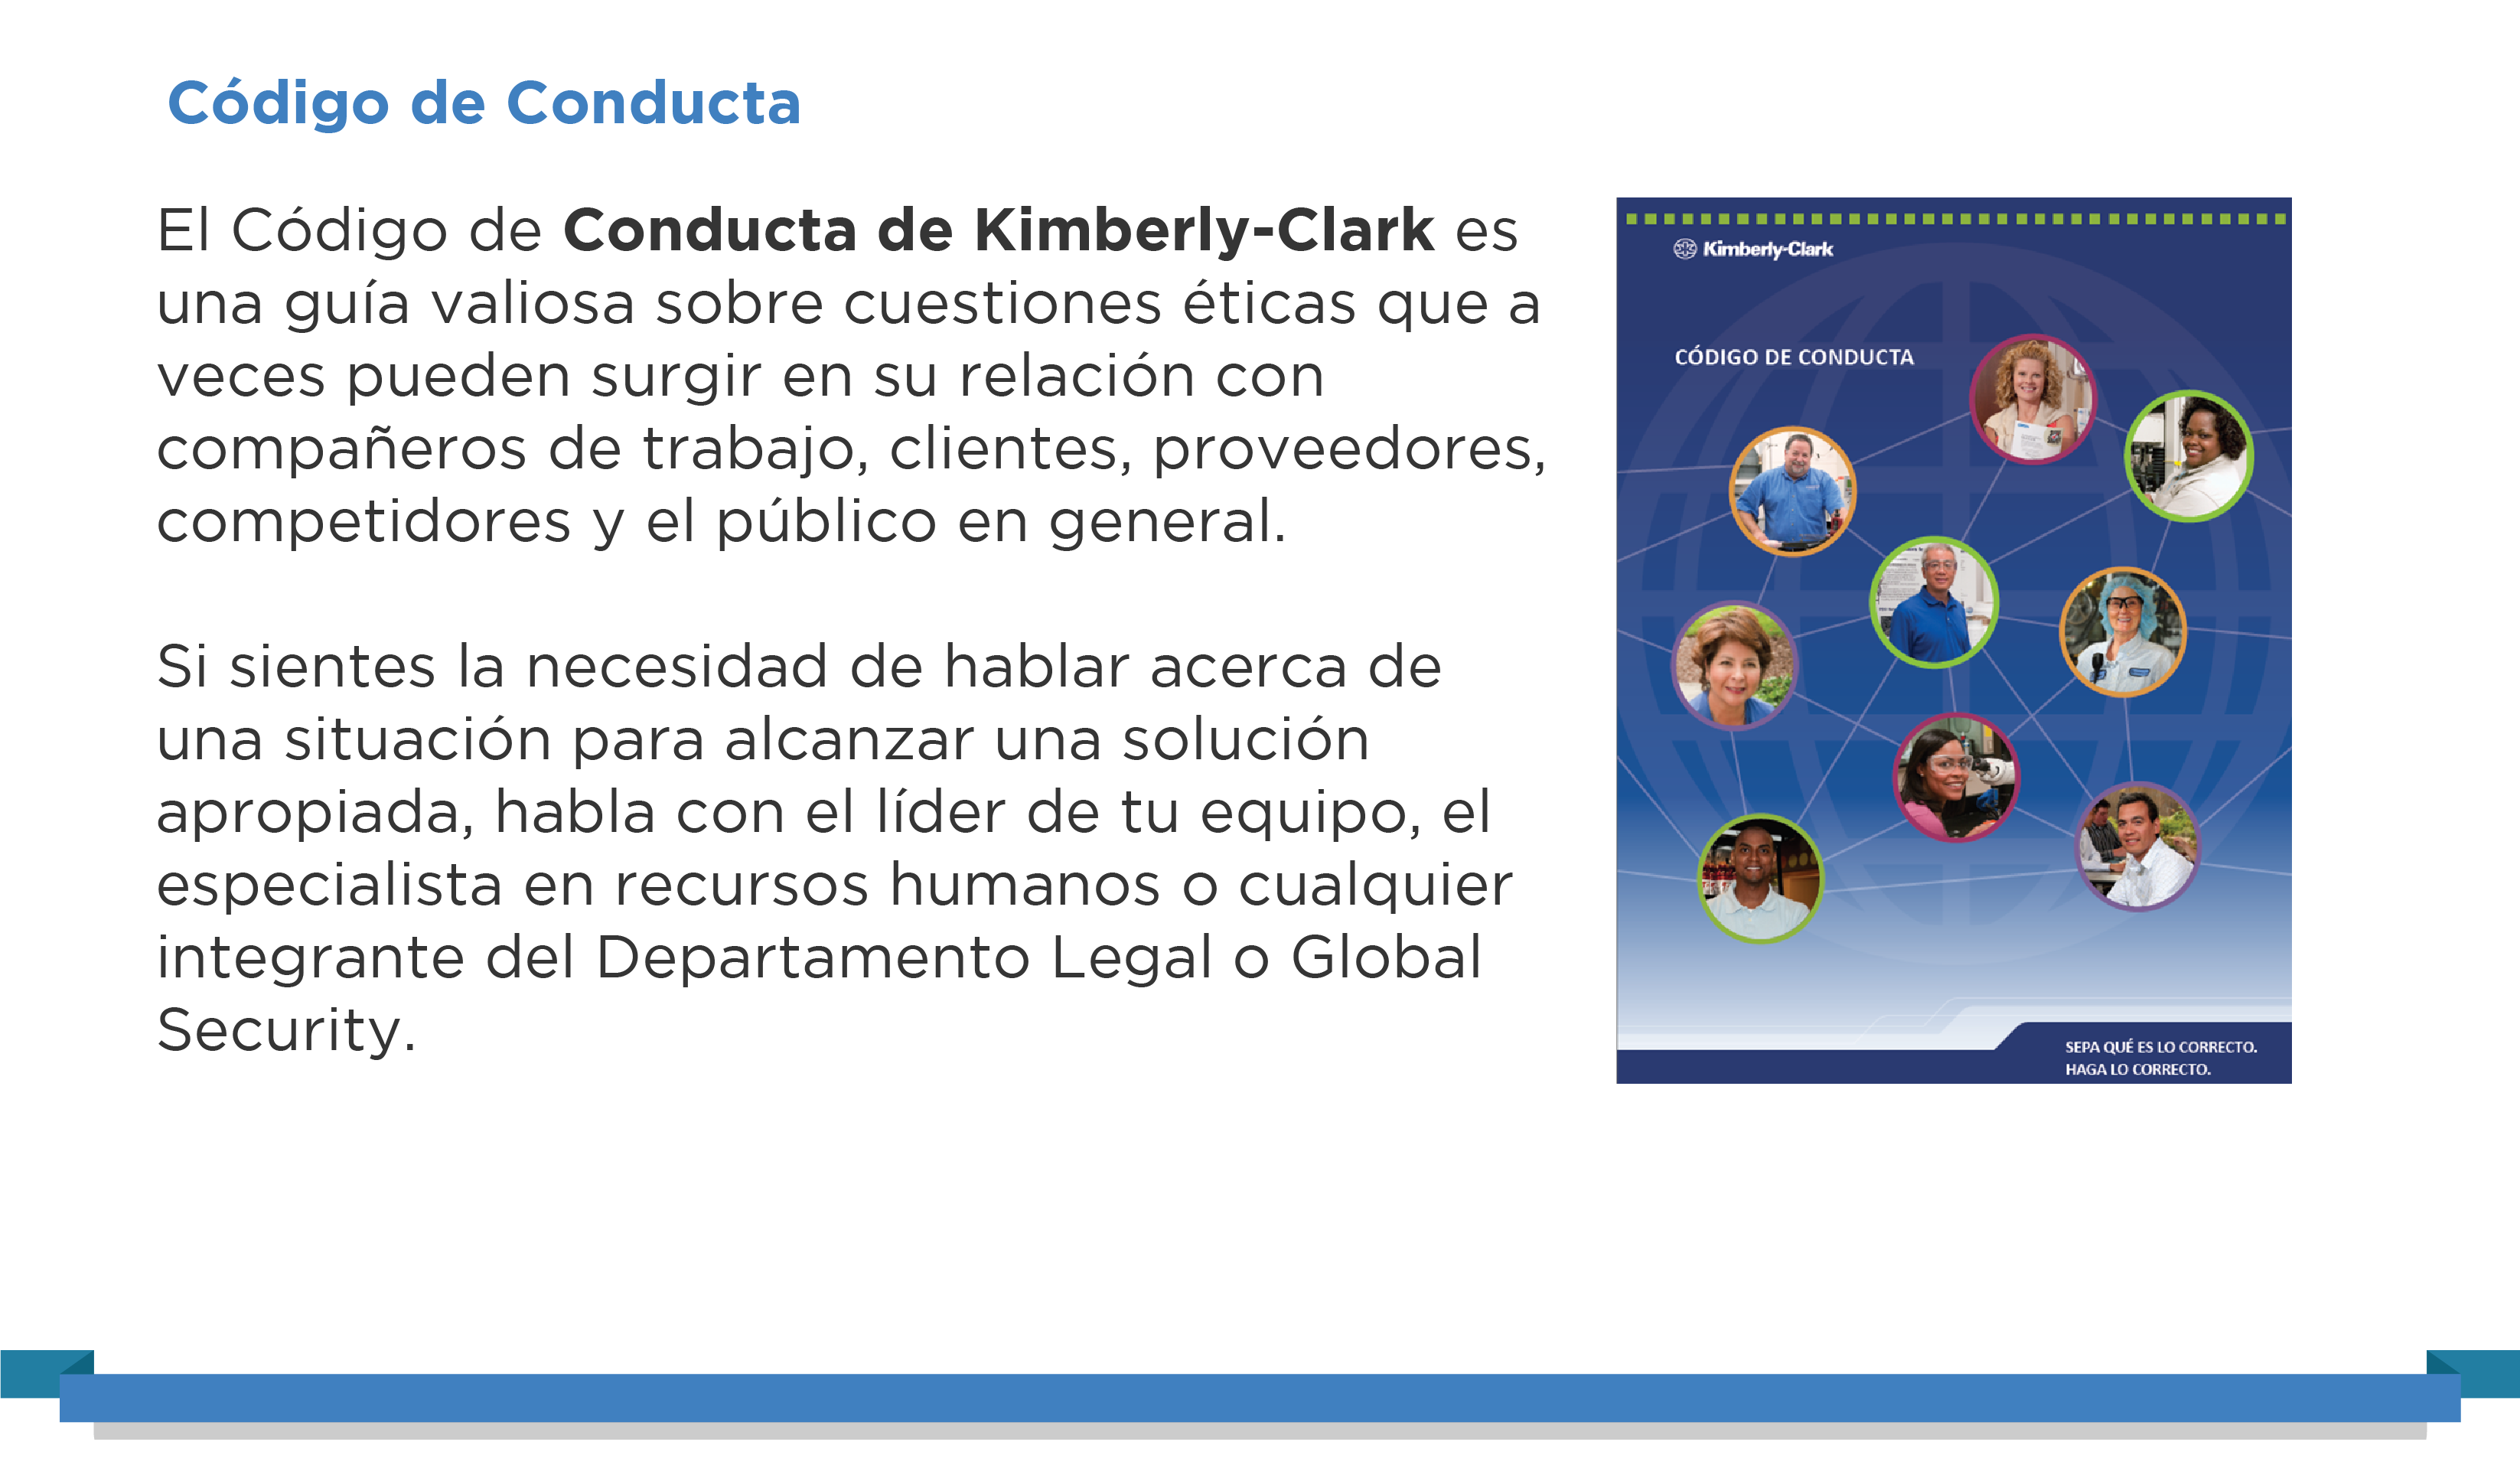 Código de Conducta
El Código de Conducta de Kimberly-Clark es
una guía valiosa sobre cuestiones éticas que a
veces pueden surgir en su relación con
compañeros de trabajo, clientes, proveedores,
competidores y el público en general.
Si sientes la necesidad de hablar acerca de
una situación para alcanzar una solución
apropiada, habla con el líder de tu equipo, el
especialista en recursos humanos o cualquier
integrante del Departamento Legal o Global
Security.
Kimberly-Clark
CÓDIGO DE CONDUCTA
SEPA QUÉ ES LO CORRECTO.
HAGA LO CORRECTO.